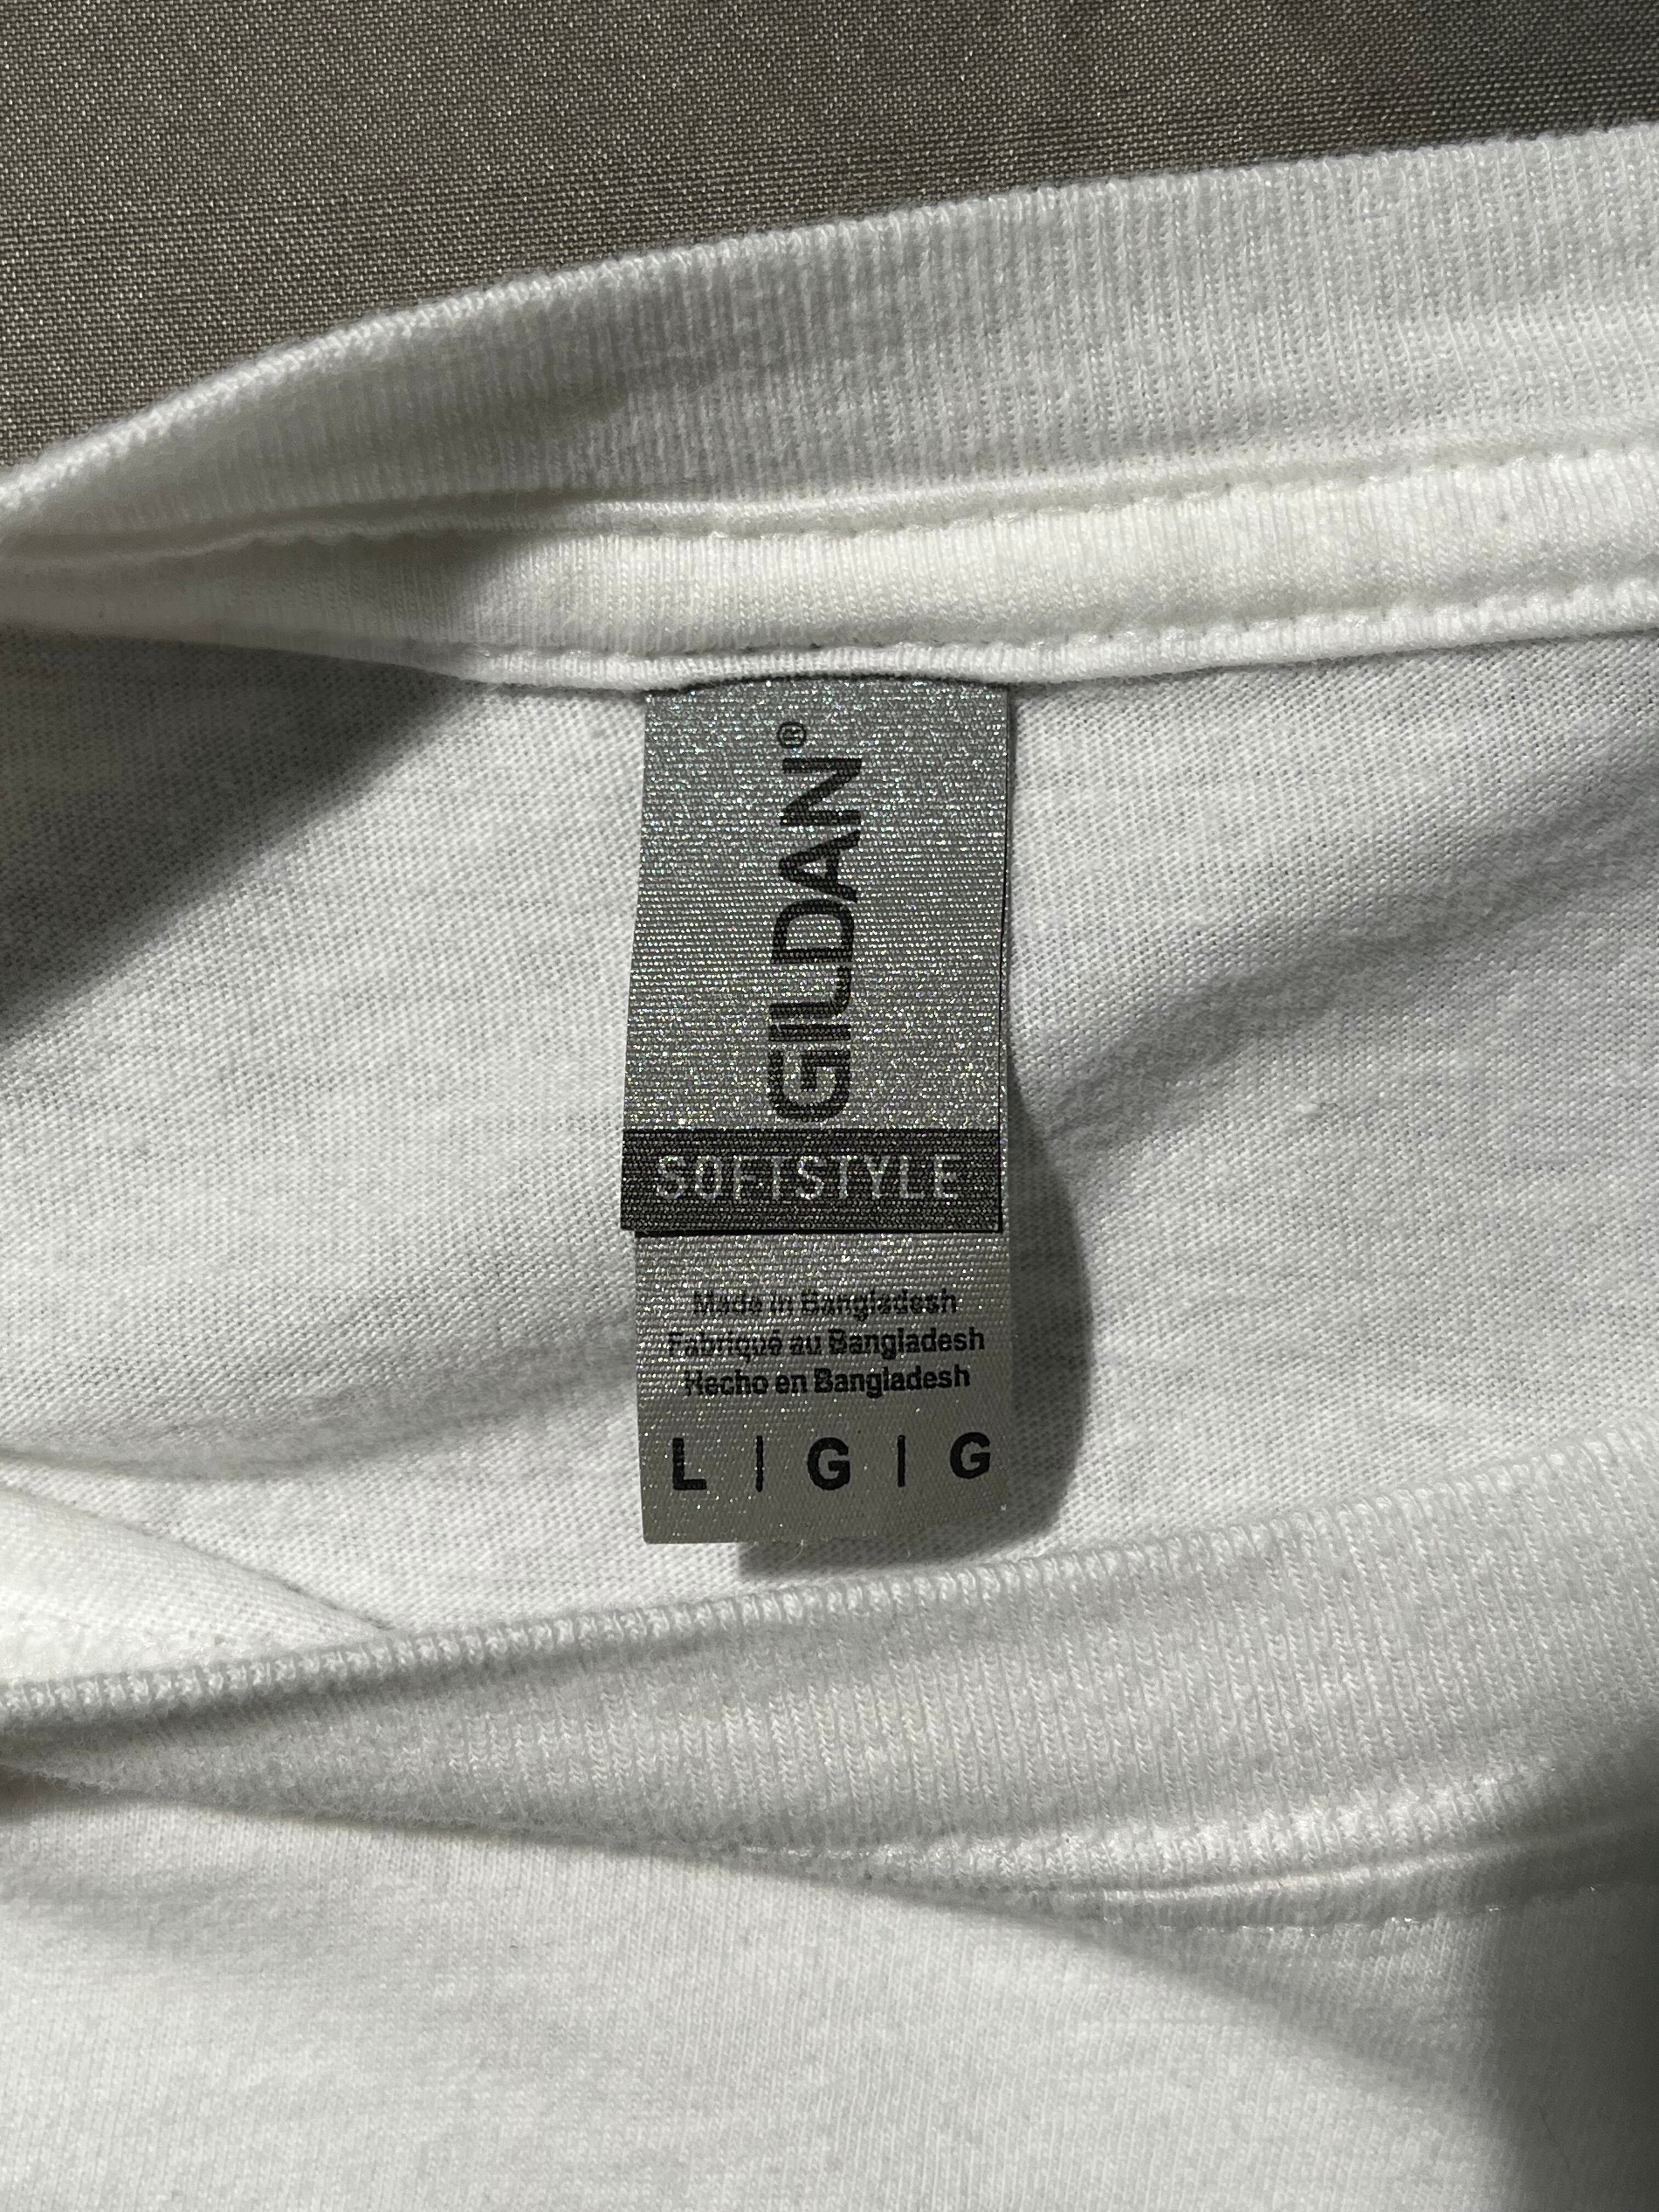 GILDAN®
SOFTSTYLE
Made in Bangladesh
Fabriqué au Bangladesh
Hecho en Bangladesh
L | G | G